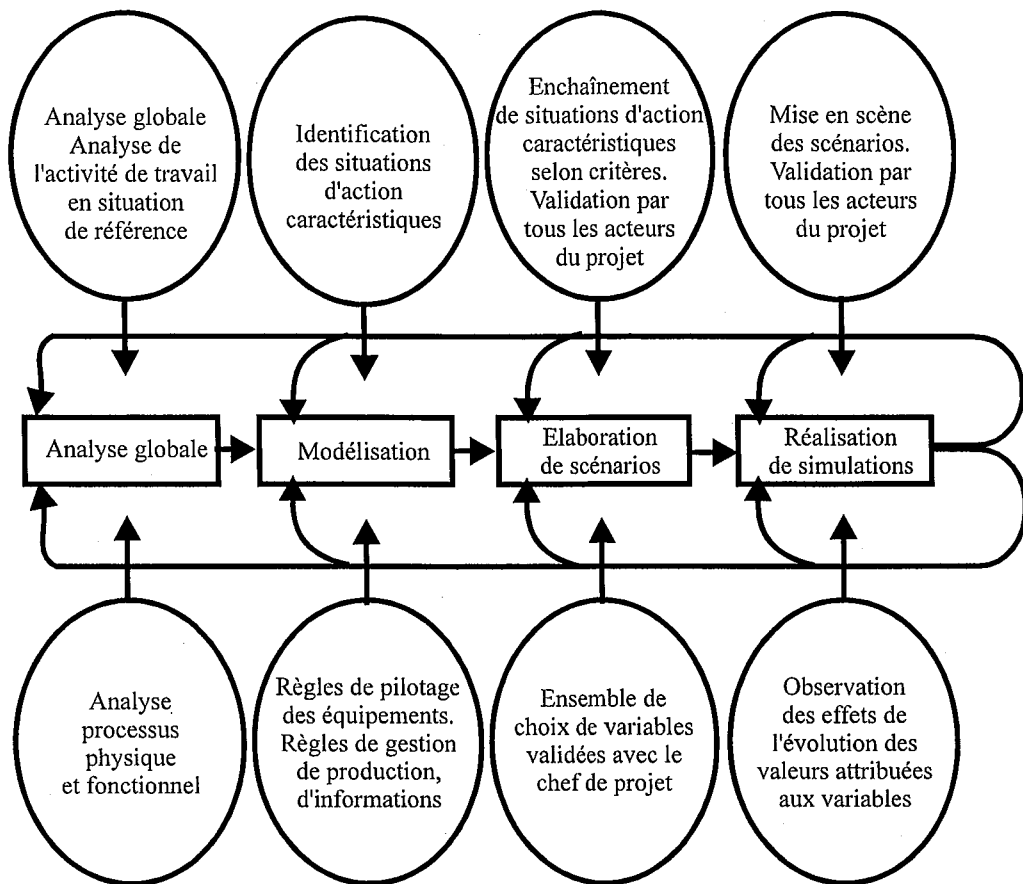 Analyse globale
Analyse de
l'activité de travail
en situation
de référence
Identification
des situations
d'action
caractéristiques
Enchaînement
de situations d'action
caractéristiques
selon critères.
Validation par
tous les acteurs
du projet
Mise en scène
des scénarios.
Validation par
tous les acteurs
du projet
Analyse globale
Modélisation
Elaboration
de scénarios
Réalisation
de simulations
Analyse
processus
physique
et fonctionnel
Règles de pilotage
des équipements.
Règles de gestion
de production,
d'informations
Ensemble de
choix de variables
validées avec le
chef de projet
Observation
des effets de
l'évolution des
valeurs attribuées
aux variables